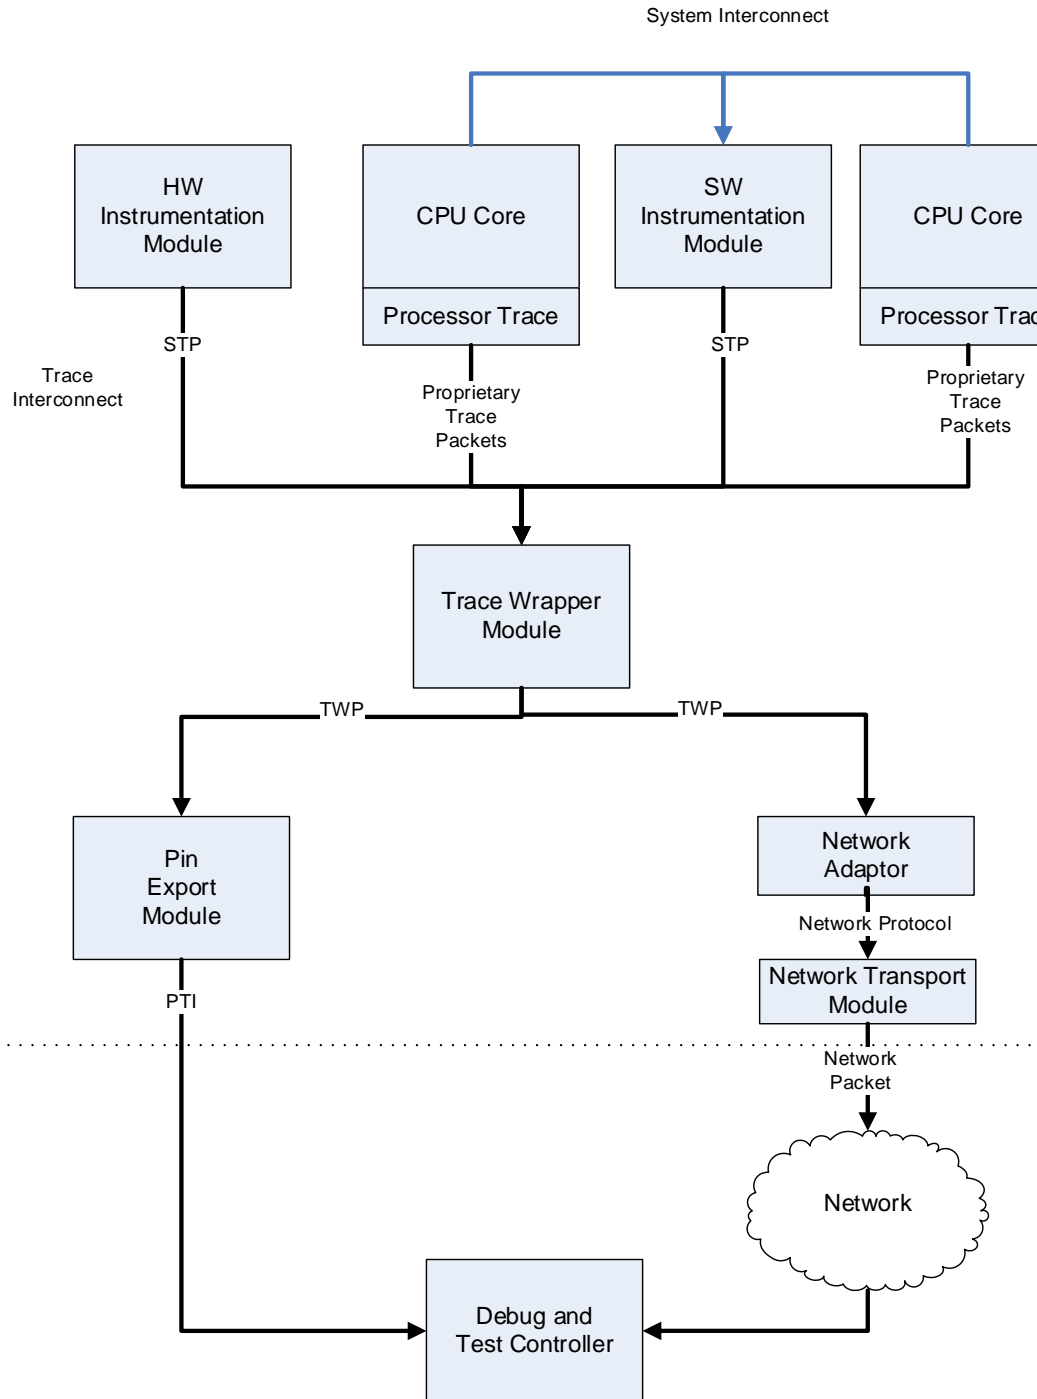 System Interconnect
HW
Instrumentation
Module
CPU Core
SW
Instrumentation
Module
CPU Core
Processor Trace
Processor Trac
STP
STP
Trace
Interconnect
Proprietary
Trace
Packets
Proprietary
Trace
Packets
Trace Wrapper
Module
TWP
TWP
Pin
Export
Module
Network
Adaptor
Network Protocol
Network Transport
Module
PTI
Network
Packet
Network
Debug and
Test Controller